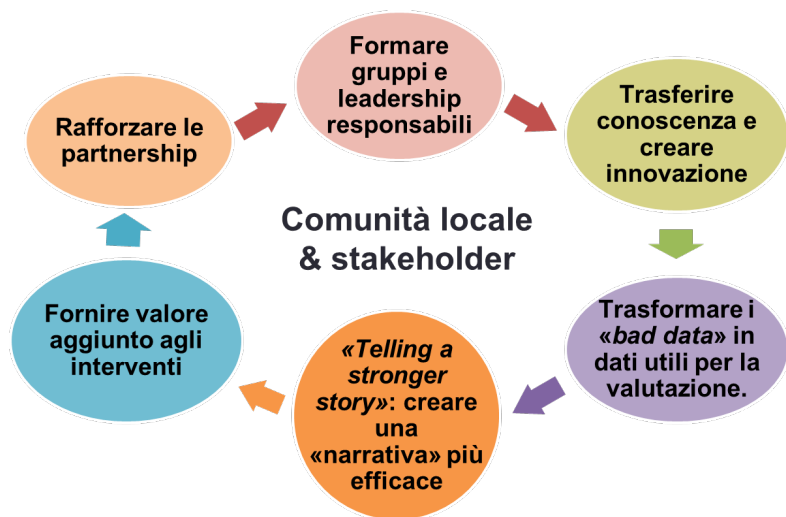 Formare
gruppi e
leadership
responsabili
Trasferire
conoscenza e
creare
innovazione
Trasformare i
«bad data» in
dati utili per la
valutazione.
«Telling a
stronger
story»: creare
una
«narrativa» più
efficace
Fornire valore
aggiunto agli
interventi
Rafforzare le
partnership
Comunità locale
& stakeholder